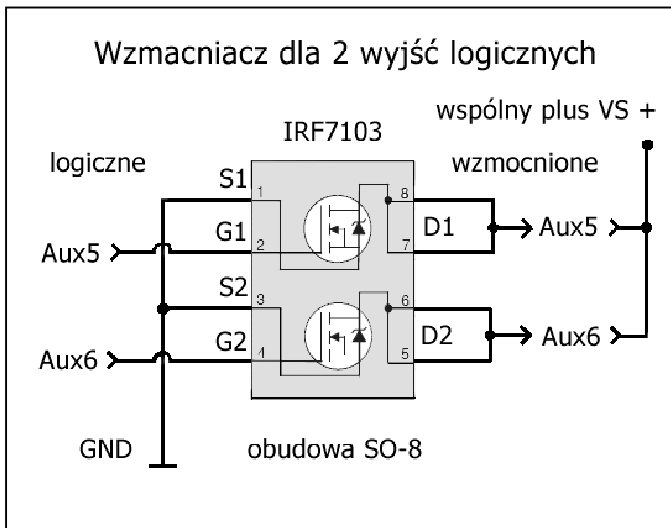 Wzmacniacz dla 2 wyjść logicznych
wspólny plus VS +
IRF7103
logiczne
wzmocnione
S1
1
8
G1
D1
Aux5
2
7
Aux5
S2
3
6
G2
D2
Aux6
4
5
Aux6
GND
obudowa SO-8